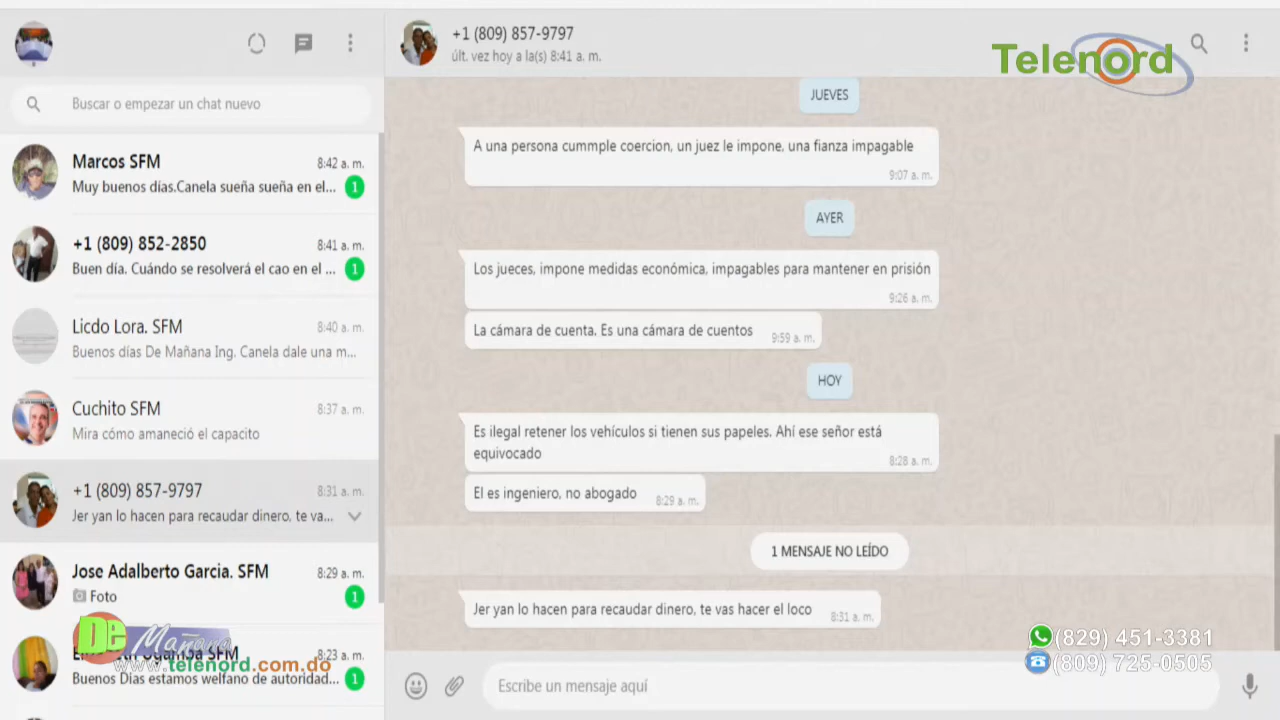 +1 (809) 857-9797
últ. vez hoy a la(s) 8:41 a. m.
Telenord
Buscar o empezar un chat nuevo
Marcos SFM
8:42 a. m.
Muy buenos días.Canela sueña sueña en el...
1
+1 (809) 852-2850
8:41 a. m.
Buen día. Cuándo se resolverá el cao en el ...
1
Licdo Lora. SFM
8:40 a. m.
Buenos días De Mañana Ing. Canela dale una m...
Cuchito SFM
8:37 a. m.
Mira cómo amaneció el capacito
+1 (809) 857-9797
8:31 a. m.
Jer yan lo hacen para recaudar dinero, te va...
Jose Adalberto Garcia. SFM
8:29 a. m.
Foto
1
SFM
8:23 a. m.
Buenos Días estamos welfano de autoridad...
1
De Mañana
www.telenord.com.do
JUEVES
A una persona cummple coercion, un juez le impone, una fianza impagable
9:07 a. m.
AYER
Los jueces, impone medidas económica, impagables para mantener en prisión
9:26 a. m.
La cámara de cuenta. Es una cámara de cuentos
9:59 a. m.
HOY
Es ilegal retener los vehículos si tienen sus papeles. Ahí ese señor está
equivocado
8:28 a. m.
El es ingeniero, no abogado
8:29 a. m.
1 MENSAJE NO LEÍDO
Jer yan lo hacen para recaudar dinero, te vas hacer el loco
8:31 a. m.
(829) 451-3381
(809) 725-0505
Escribe un mensaje aquí